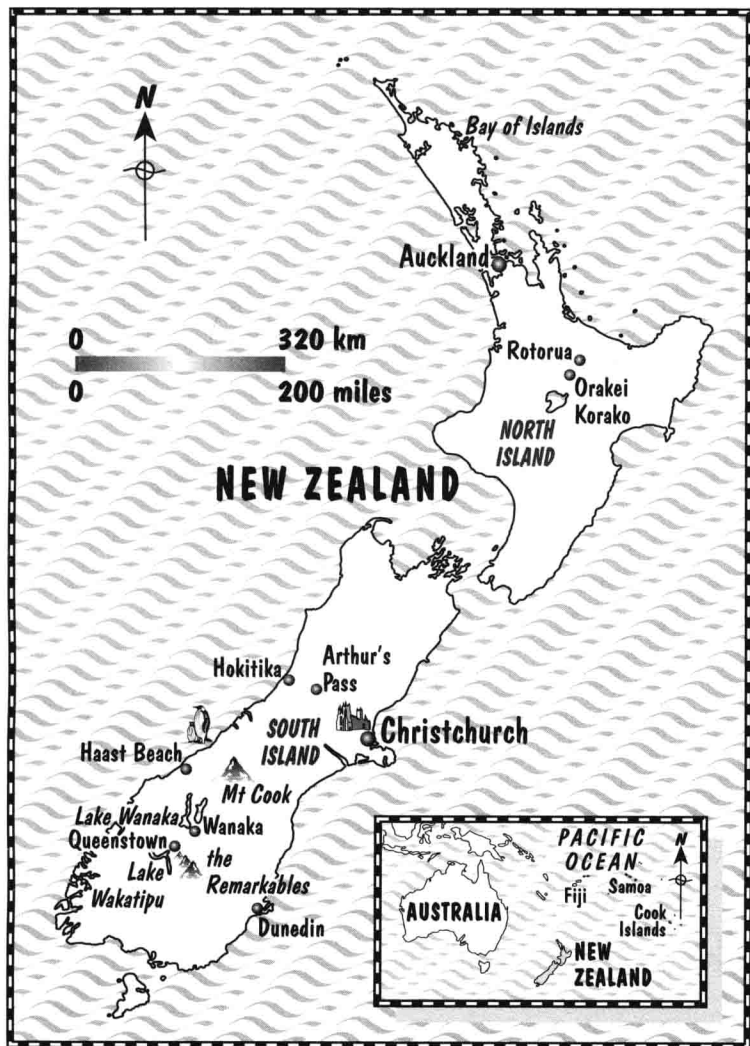 N
Bay of Islands
Auckland
0 320 km
0 200 miles
Rotorua
Orakei
Korako
NORTH
ISLAND
NEW ZEALAND
Hokitika
Arthur's
Pass
SOUTH
ISLAND
Christchurch
Haast Beach
Mt Cook
Lake Wanaka
Wanaka
Queenstown
Lake
Wakatipu
the
Remarkables
Dunedin
PACIFIC
OCEAN
N
Fiji
Samoa
Cook
Islands
AUSTRALIA
NEW
ZEALAND